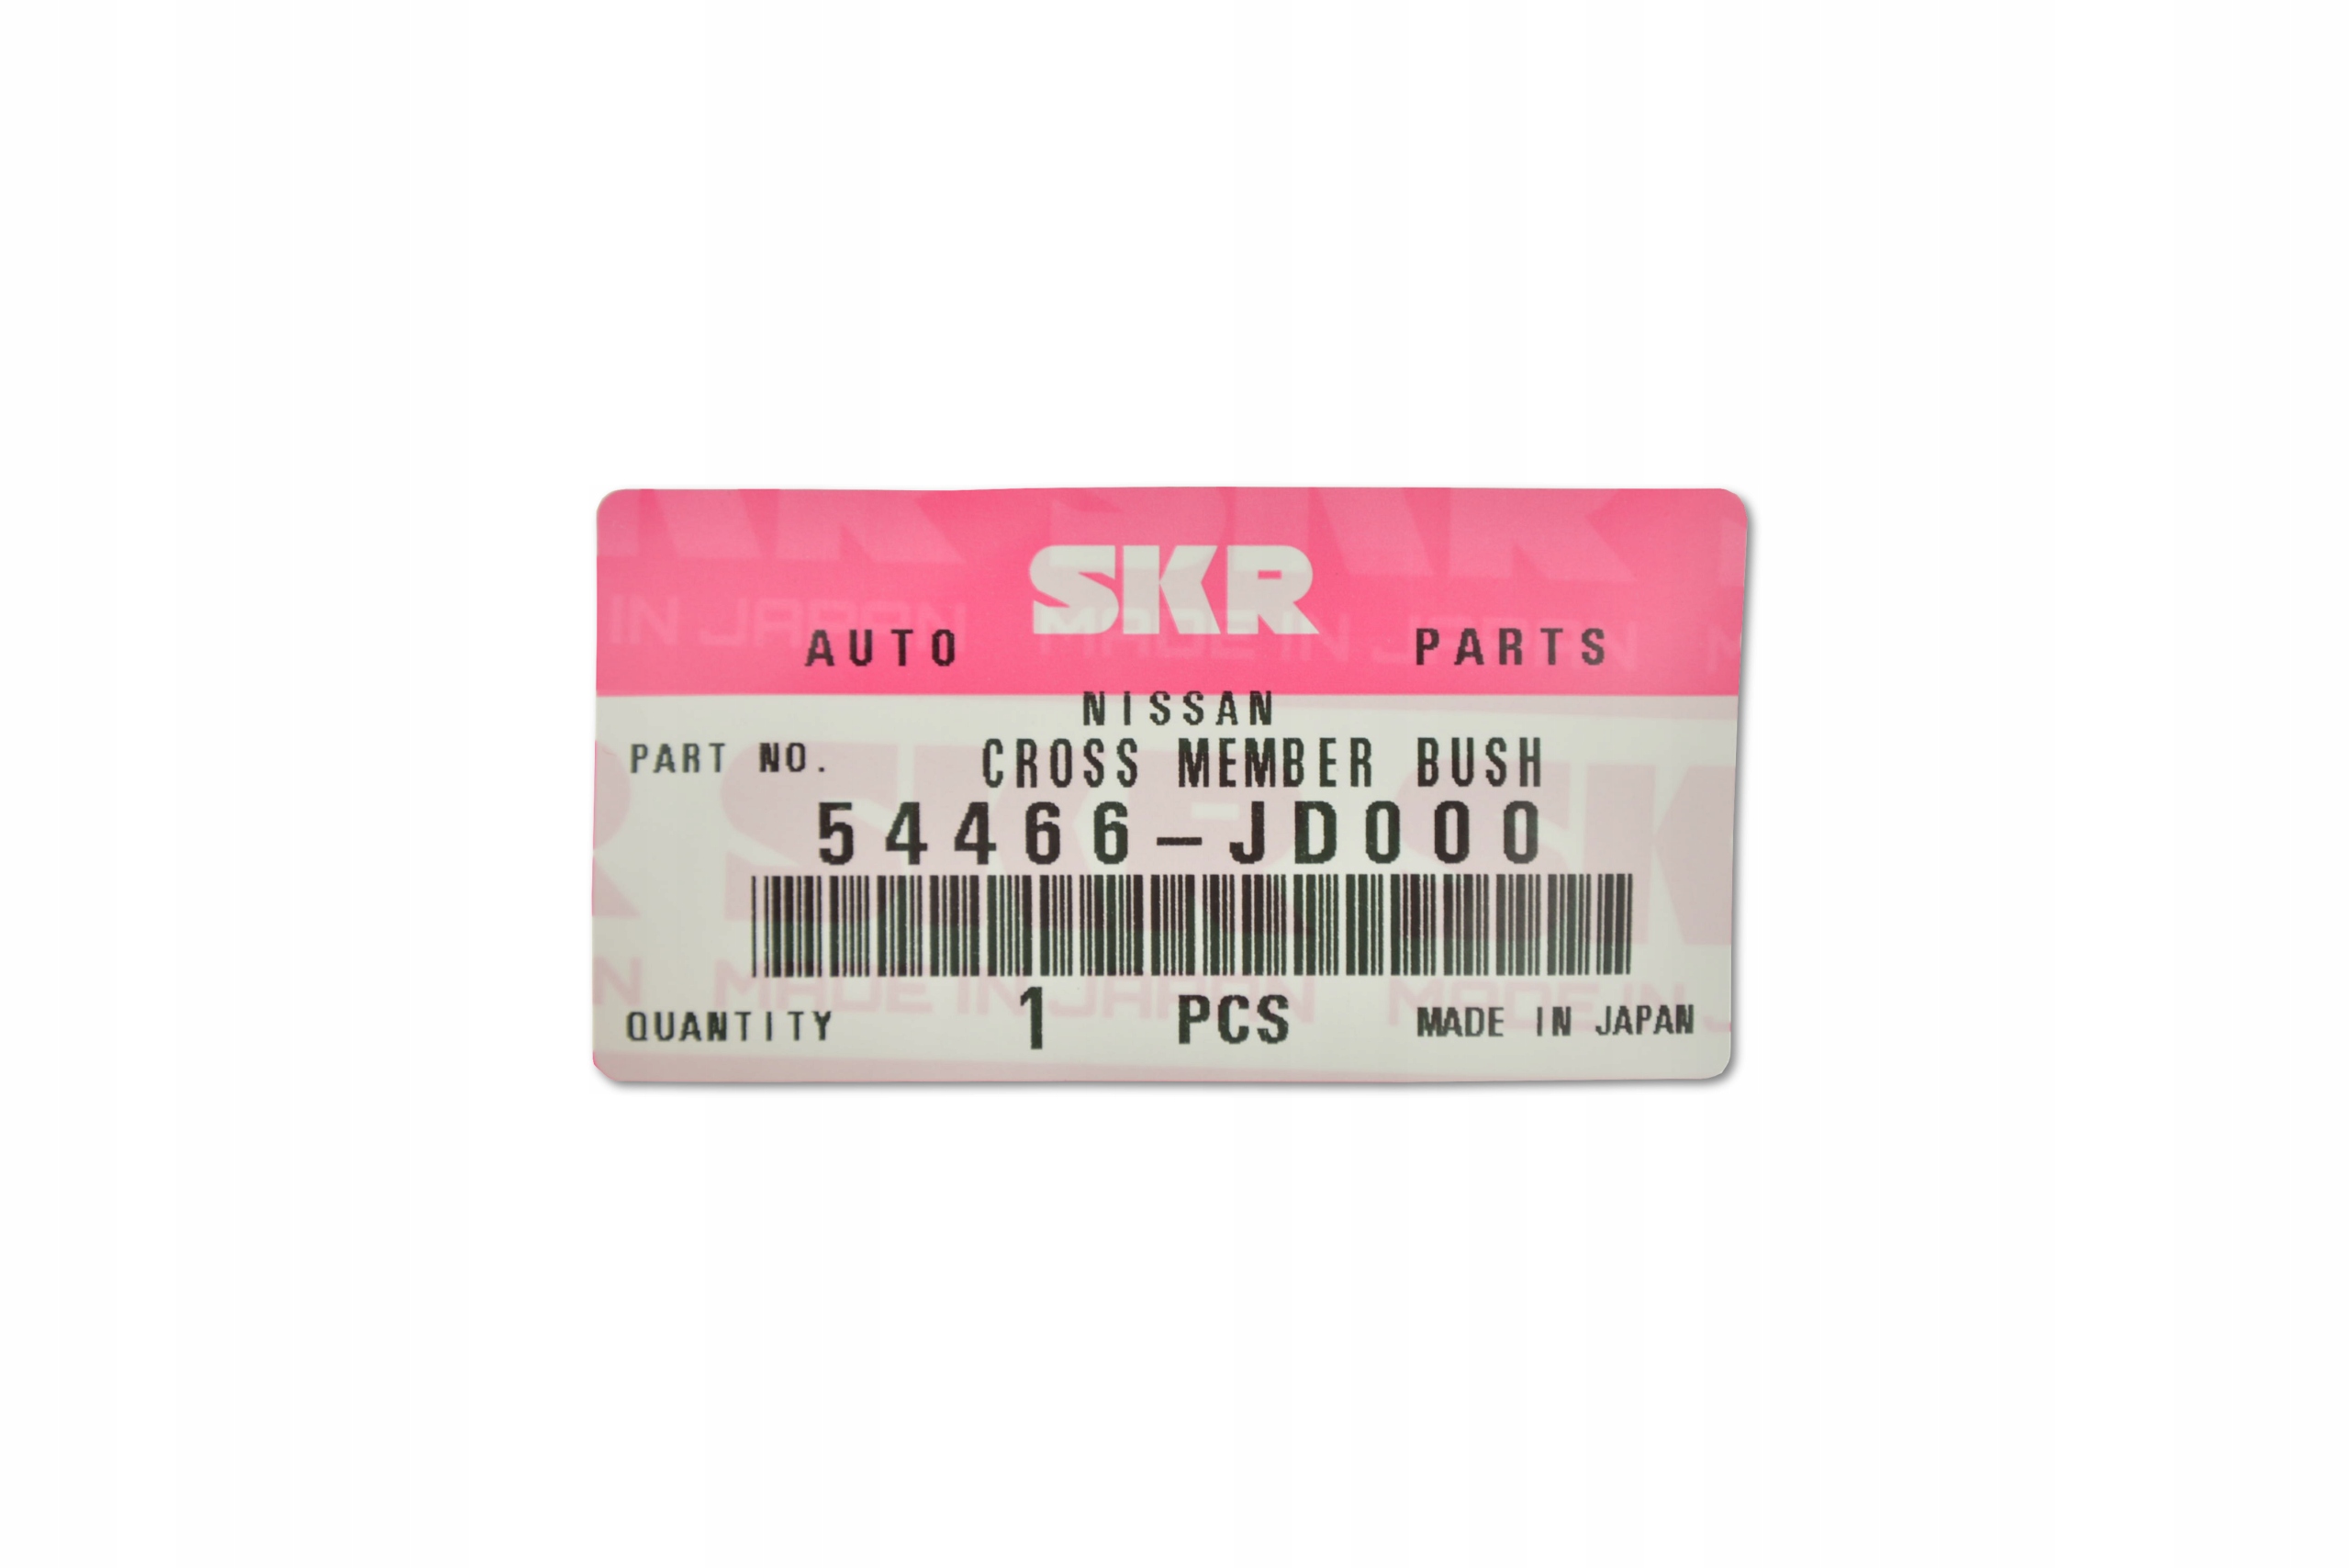 SKR
AUTO PARTS
NISSAN
PART NO. CROSS MEMBER BUSH
54466-JD000
QUANTITY 1 PCS MADE IN JAPAN